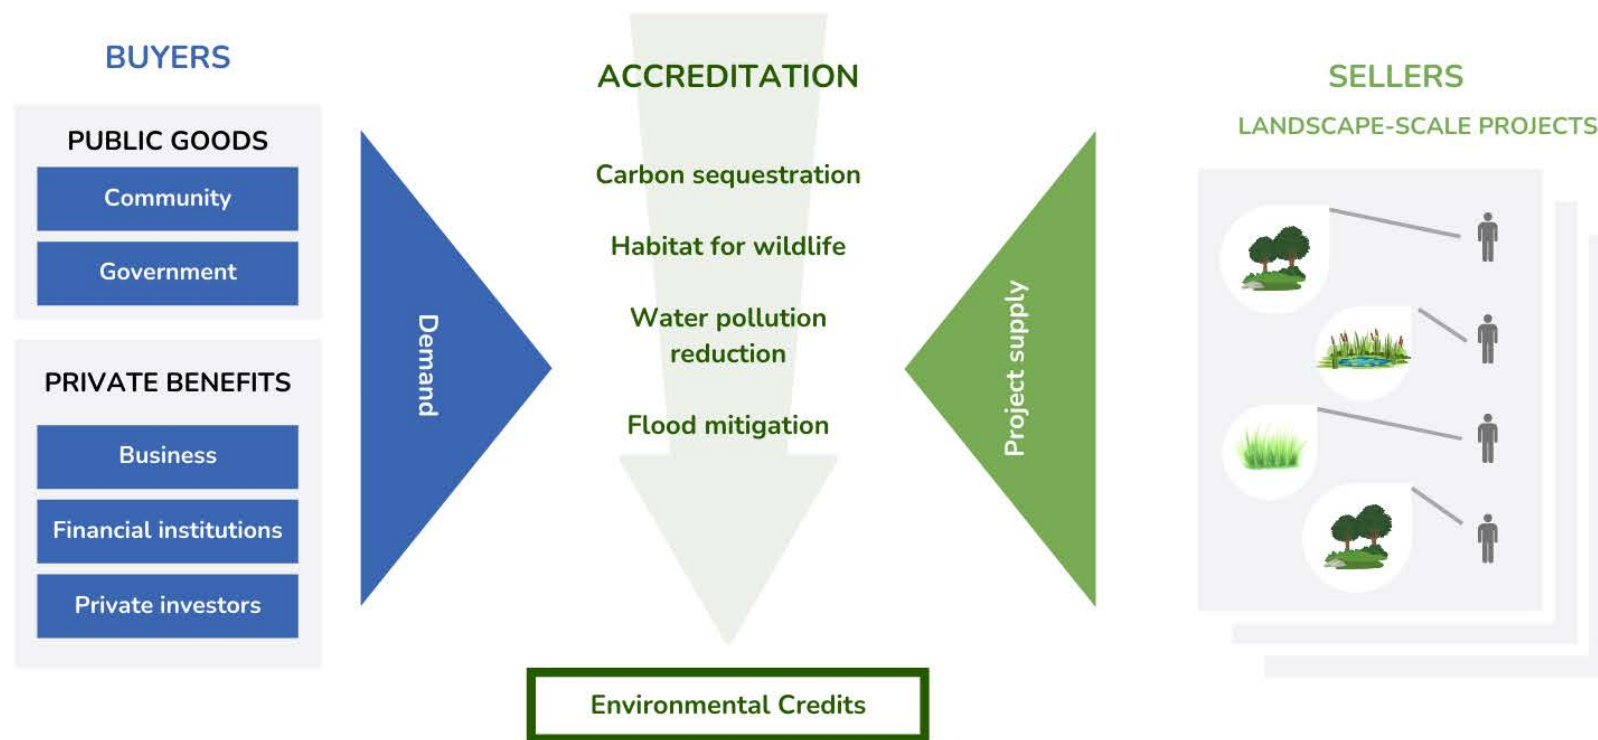 BUYERS
PUBLIC GOODS
Community
Government
PRIVATE BENEFITS
Business
Financial institutions
Private investors
Demand
ACCREDITATION
Carbon sequestration
Habitat for wildlife
Water pollution
reduction
Flood mitigation
Environmental Credits
Project supply
SELLERS
LANDSCAPE-SCALE PROJECTS